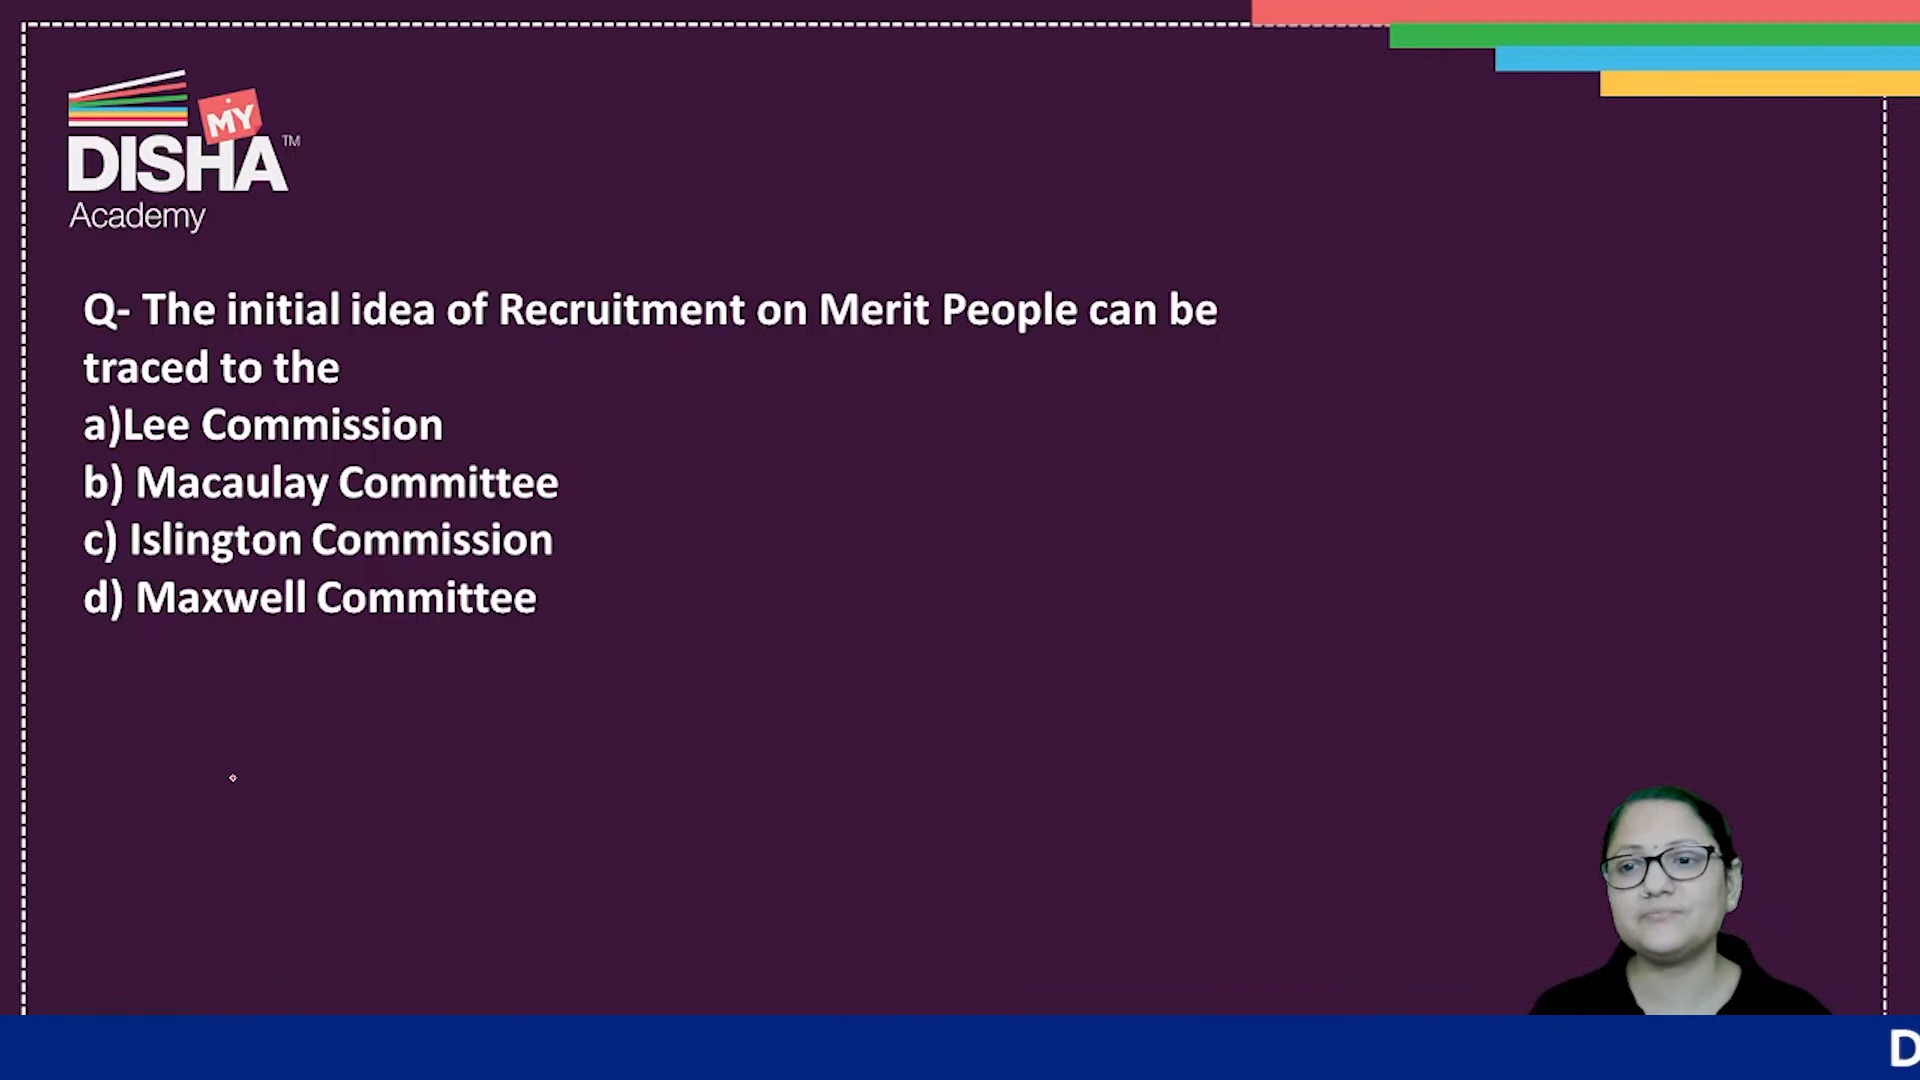 MY
DISHA™
Academy
Q- The initial idea of Recruitment on Merit People can be
traced to the
a)Lee Commission
b) Macaulay Committee
c) Islington Commission
d) Maxwell Committee
D